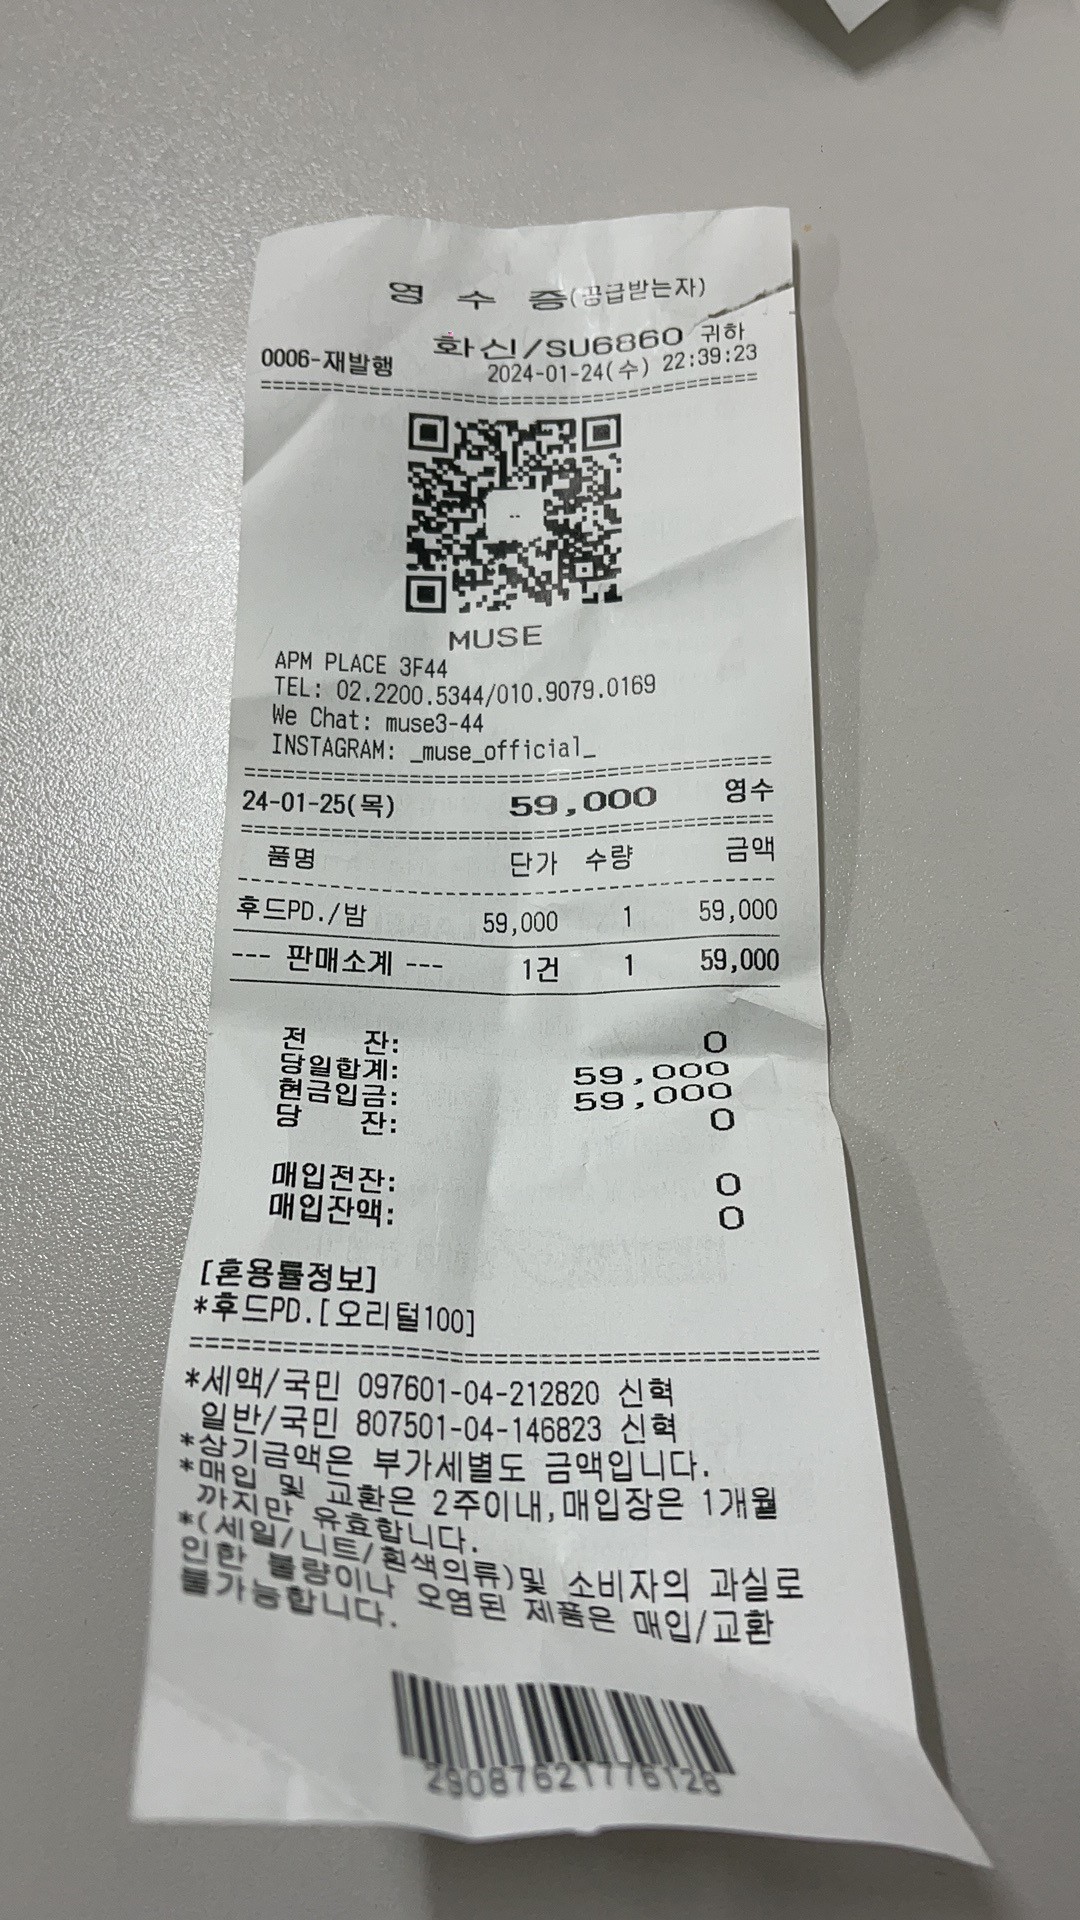 영 수 증(공급받는자)
화신/SU6860 귀하
0006-재발행
2024-01-24(수) 22:39:23
MUSE
APM PLACE 3F44
TEL: 02.2200.5344/010.9079.0169
We Chat: muse3-44
INSTAGRAM: _muse_official_
24-01-25(목) 59,000 영수
품명 단가 수량 금액
후드PD./밤 59,000 1 59,000
--- 판매소계 --- 1건 1 59,000
전 잔: 0
당일합계: 59,000
현금입금: 59,000
당 잔: 0
매입전잔: 0
매입잔액: 0
[혼용률정보]
*후드PD.[오리털100]
*세액/국민 097601-04-212820 신혁
일반/국민 807501-04-146823 신혁
*상기금액은 부가세별도 금액입니다.
*매입 및 교환은 2주이내,매입장은 1개월
까지만 유효합니다.
*(세일/니트/흰색의류)및 소비자의 과실로
인한 불량이나 오염된 제품은 매입/교환
불가능합니다.
29087621776128